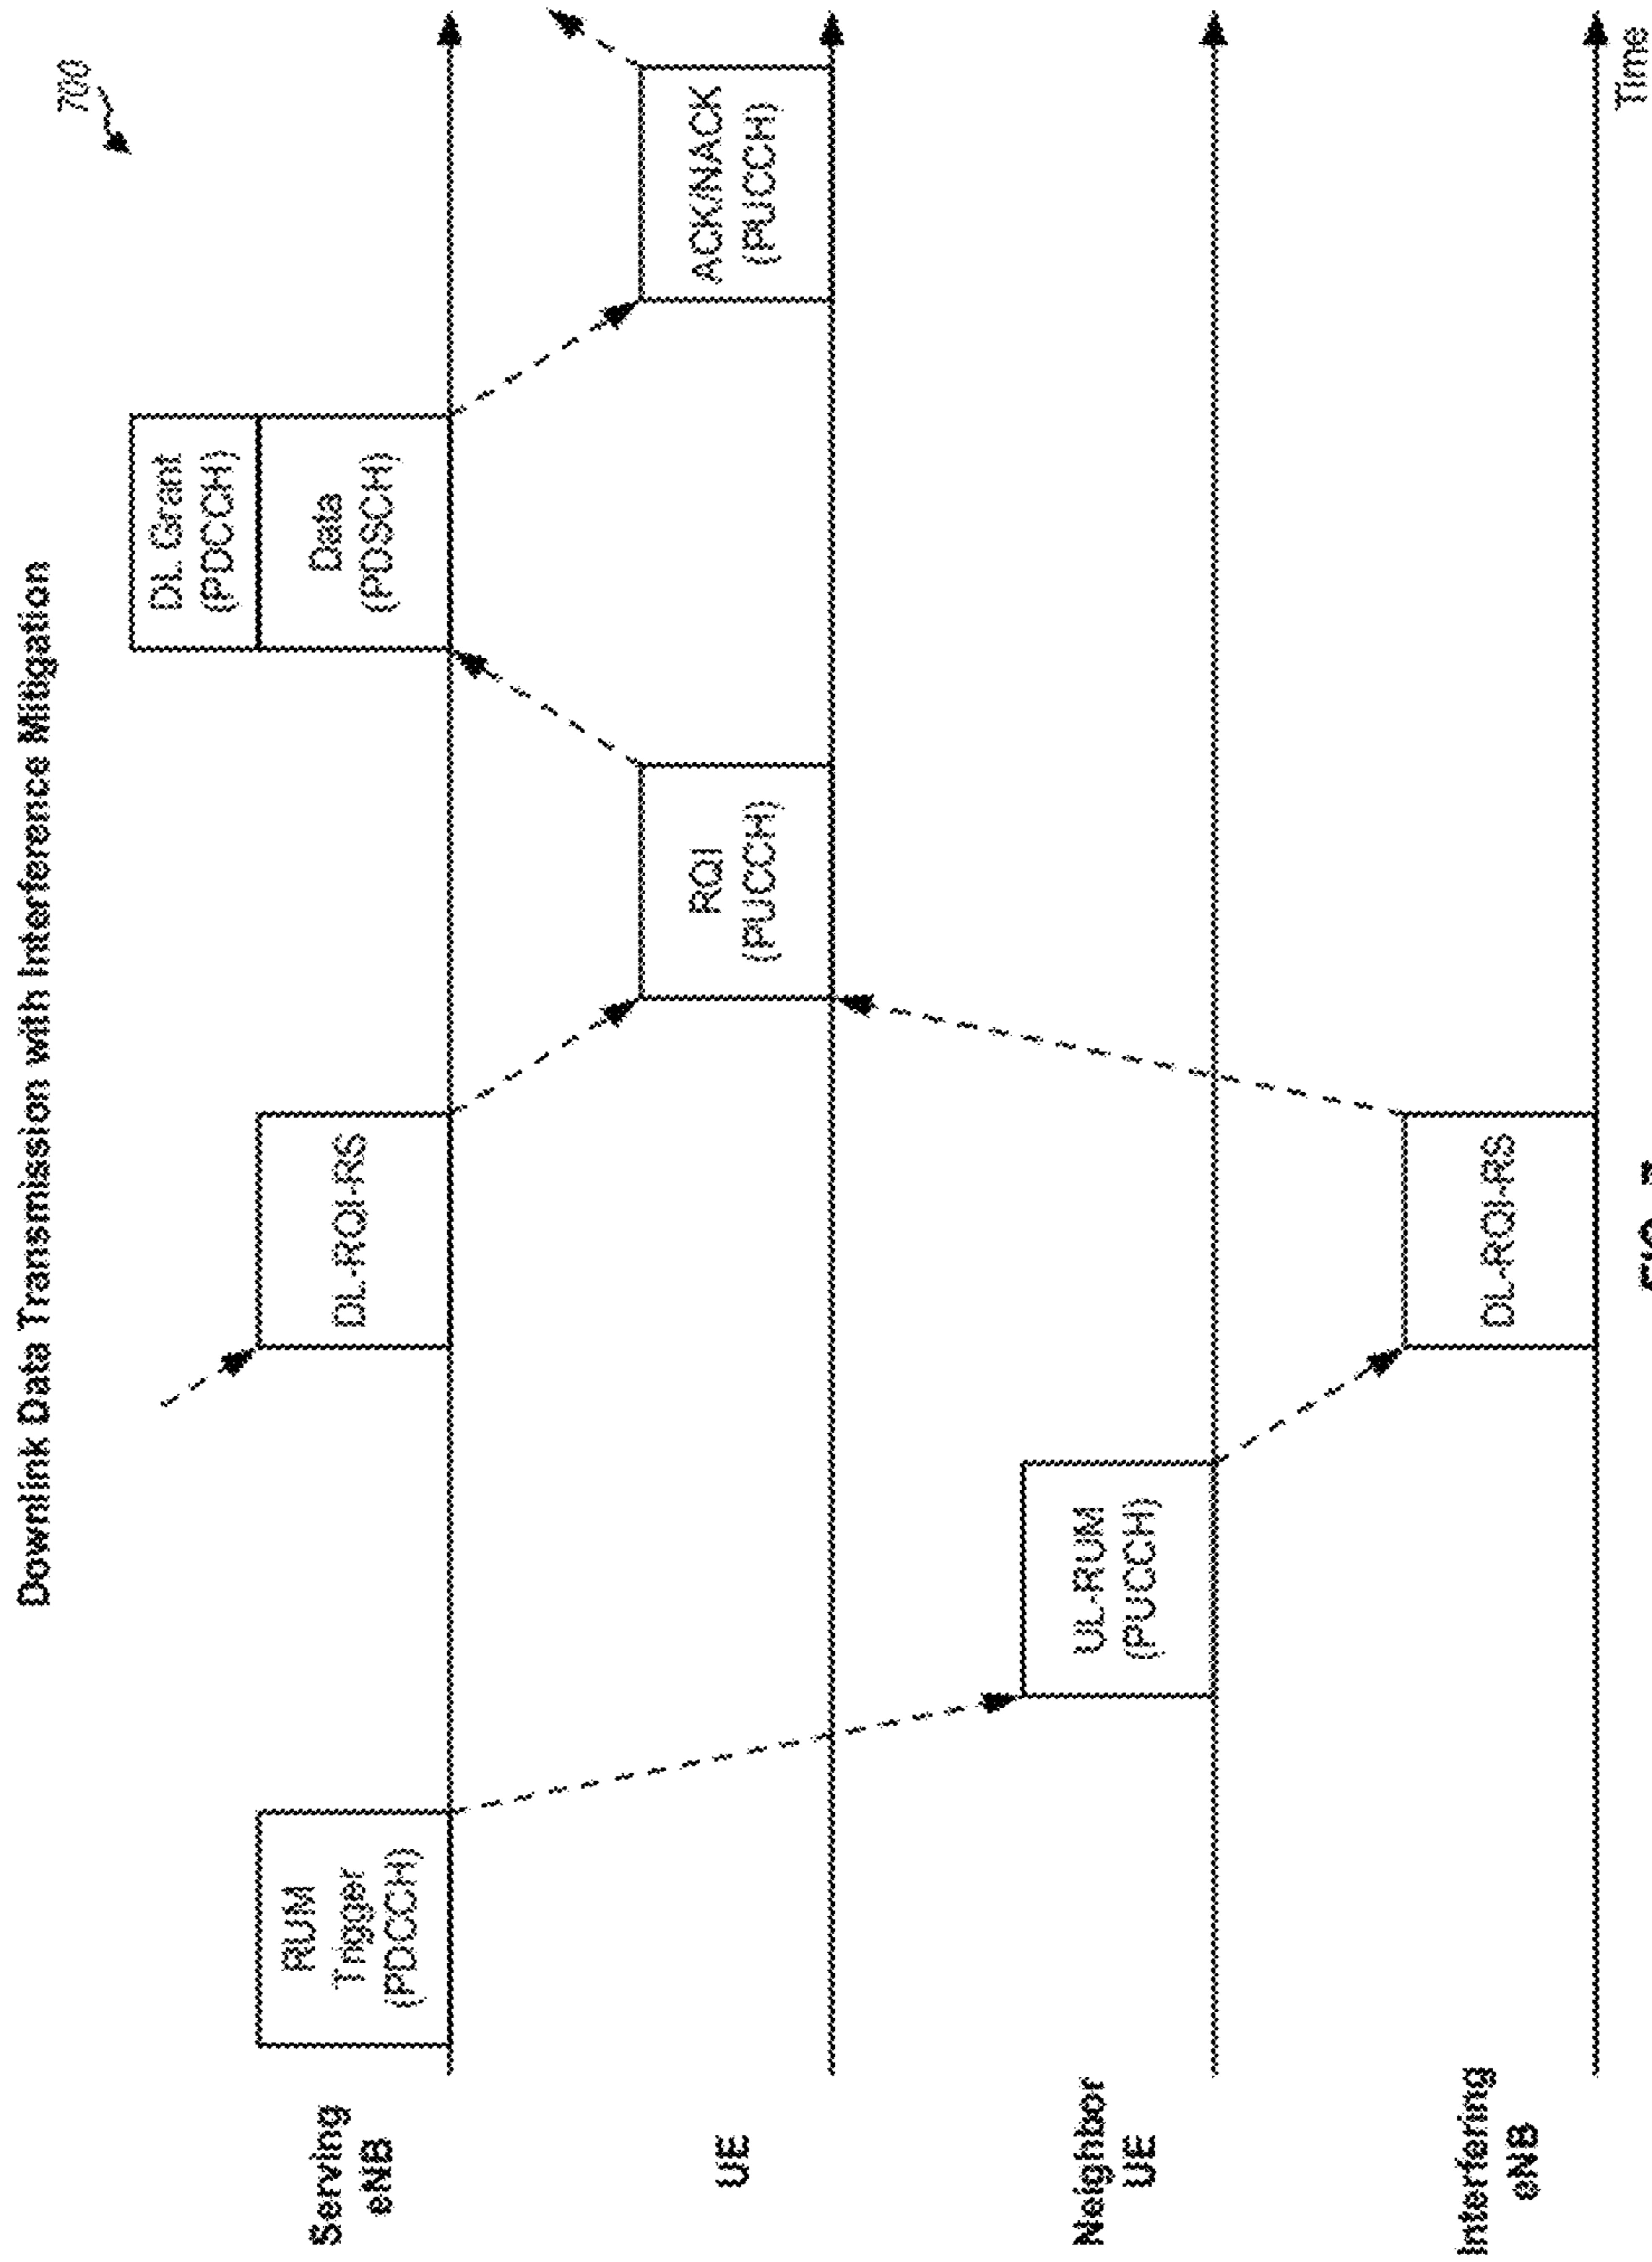 Downlink Data Transmission with Interference Mitigation
700
Serving
eNB
RUM
Trigger
(PDCCH)
DL-RQI-RS
DL Grant
(PDCCH)
Data
(PDSCH)
UE
RQI
(PUCCH)
ACK/NACK
(PUCCH)
Neighbor
UE
UL-RUM
(PUCCH)
Interfering
eNB
DL-RQI-RS
Time